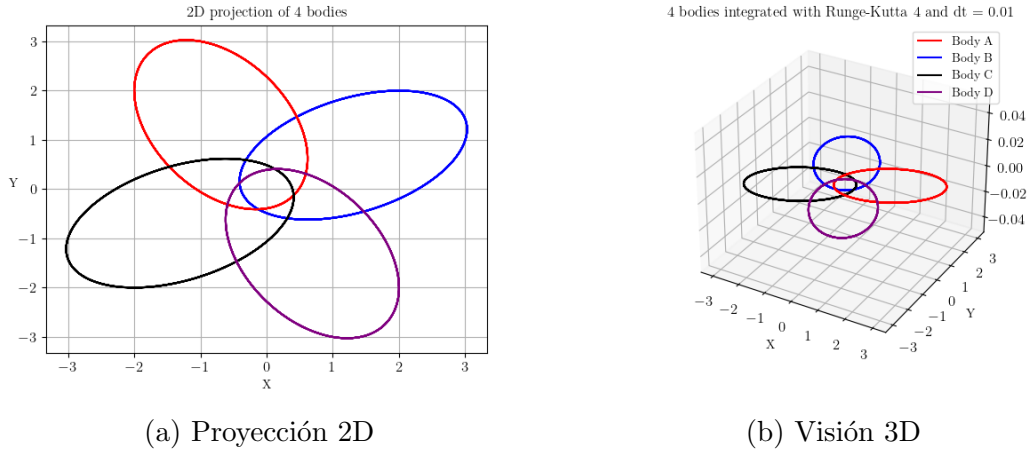 2D projection of 4 bodies
3
2
1
Y
0
−1
−2
−3
−3
−2
−1
0
1
2
3
X
(a) Proyección 2D
4 bodies integrated with Runge-Kutta 4 and dt = 0.01
Body A
Body B
Body C
Body D
0.04
0.02
0.00
−0.02
−0.04
−3
−2
−1
0
1
2
3
X
−3
−2
−1
0
1
2
3
Y
(b) Visión 3D